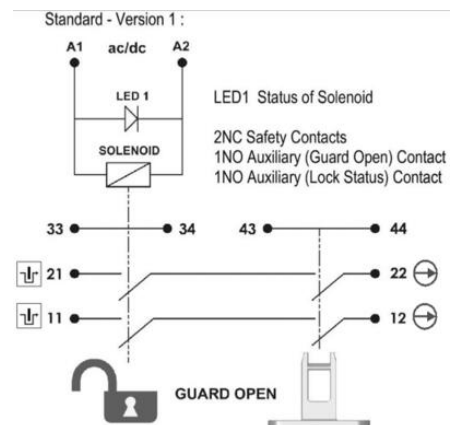 Standard - Version 1 :
A1 ac/dc A2
LED 1
LED1 Status of Solenoid
SOLENOID
2NC Safety Contacts
1NO Auxiliary (Guard Open) Contact
1NO Auxiliary (Lock Status) Contact
33 34 43 44
21 22
11 12
GUARD OPEN